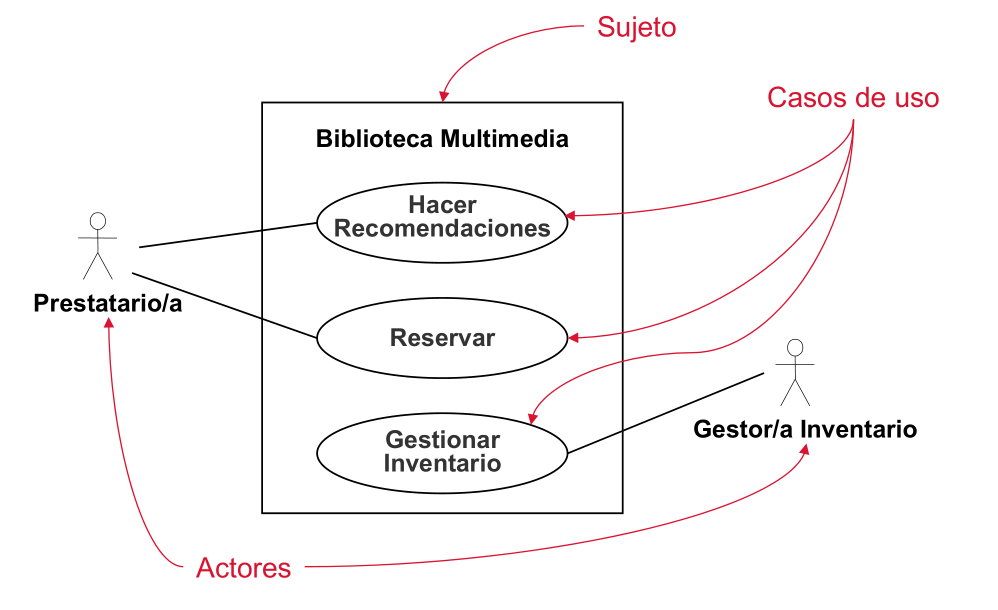 Sujeto
Casos de uso
Biblioteca Multimedia
Hacer
Recomendaciones
Prestatario/a
Reservar
Gestor/a Inventario
Gestionar
Inventario
Actores